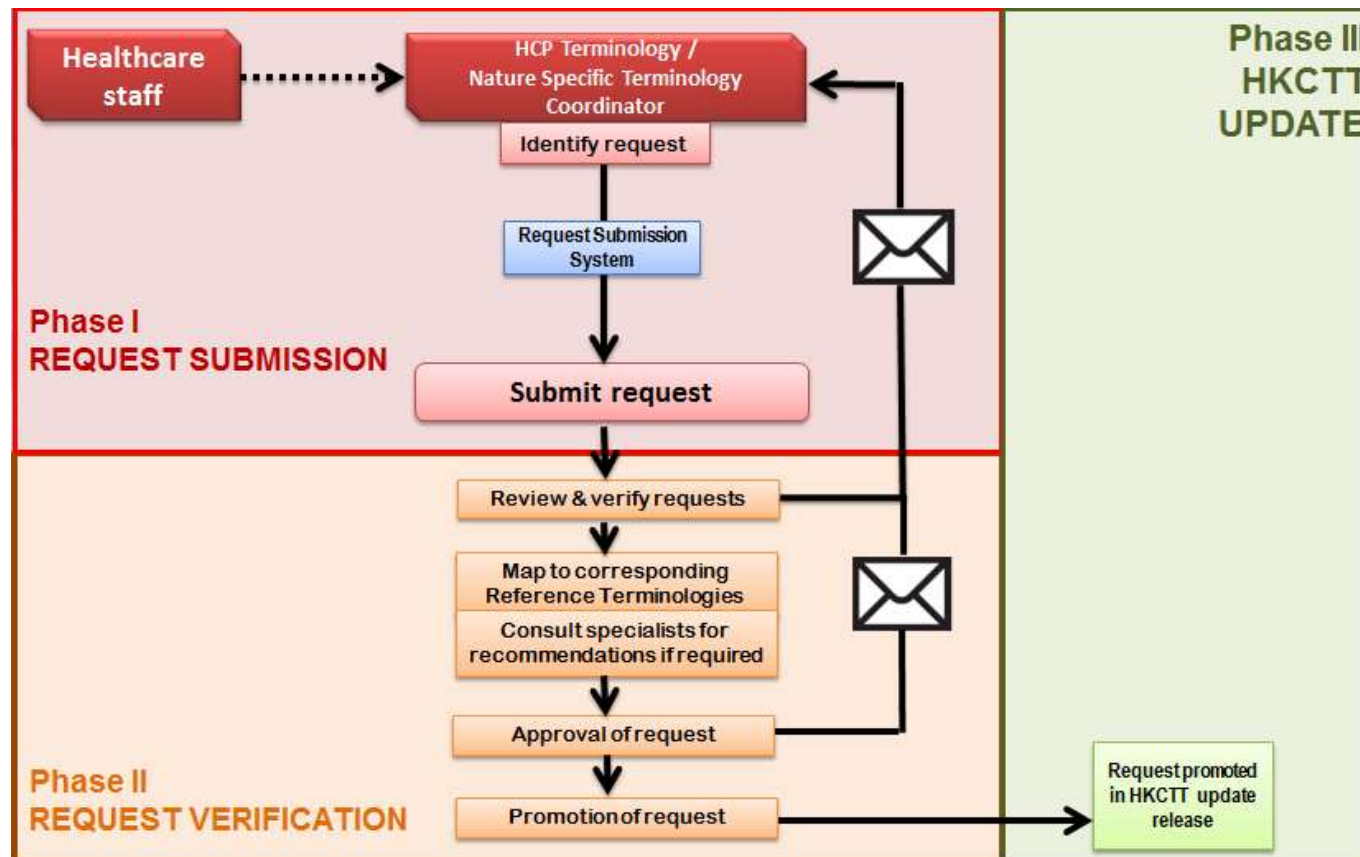 Healthcare
staff
HCP Terminology /
Nature Specific Terminology
Coordinator
Identify request
Request Submission
System
Phase I
REQUEST SUBMISSION
Submit request
Review & verify requests
Map to corresponding
Reference Terminologies
Consult specialists for
recommendations if required
Approval of request
Phase II
REQUEST VERIFICATION
Promotion of request
Phase III
HKCTT
UPDATE
Request promoted
in HKCTT update
release